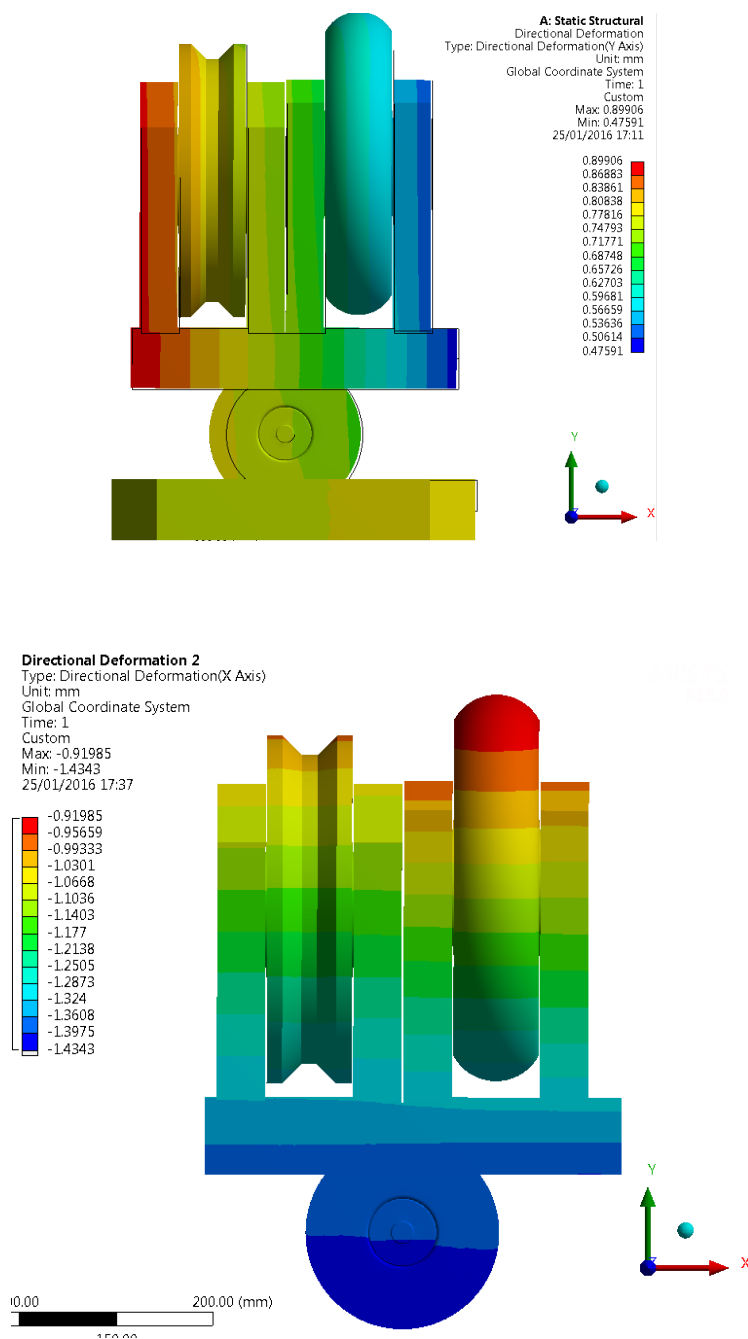 A: Static Structural
Directional Deformation
Type: Directional Deformation(Y Axis)
Unit: mm
Global Coordinate System
Time: 1
Custom
Max: 0.89906
Min: 0.47591
25/01/2016 17:11
0.89906
0.86883
0.83861
0.80838
0.77816
0.74793
0.71771
0.68748
0.65726
0.62703
0.59681
0.56659
0.53636
0.50614
0.47591
Y
X
Directional Deformation 2
Type: Directional Deformation(X Axis)
Unit: mm
Global Coordinate System
Time: 1
Custom
Max: -0.91985
Min: -1.4343
25/01/2016 17:37
-0.91985
-0.95659
-0.99333
-1.0301
-1.0668
-1.1036
-1.1403
-1.177
-1.2138
-1.2505
-1.2873
-1.324
-1.3608
-1.3975
-1.4343
Y
X
200.00 (mm)